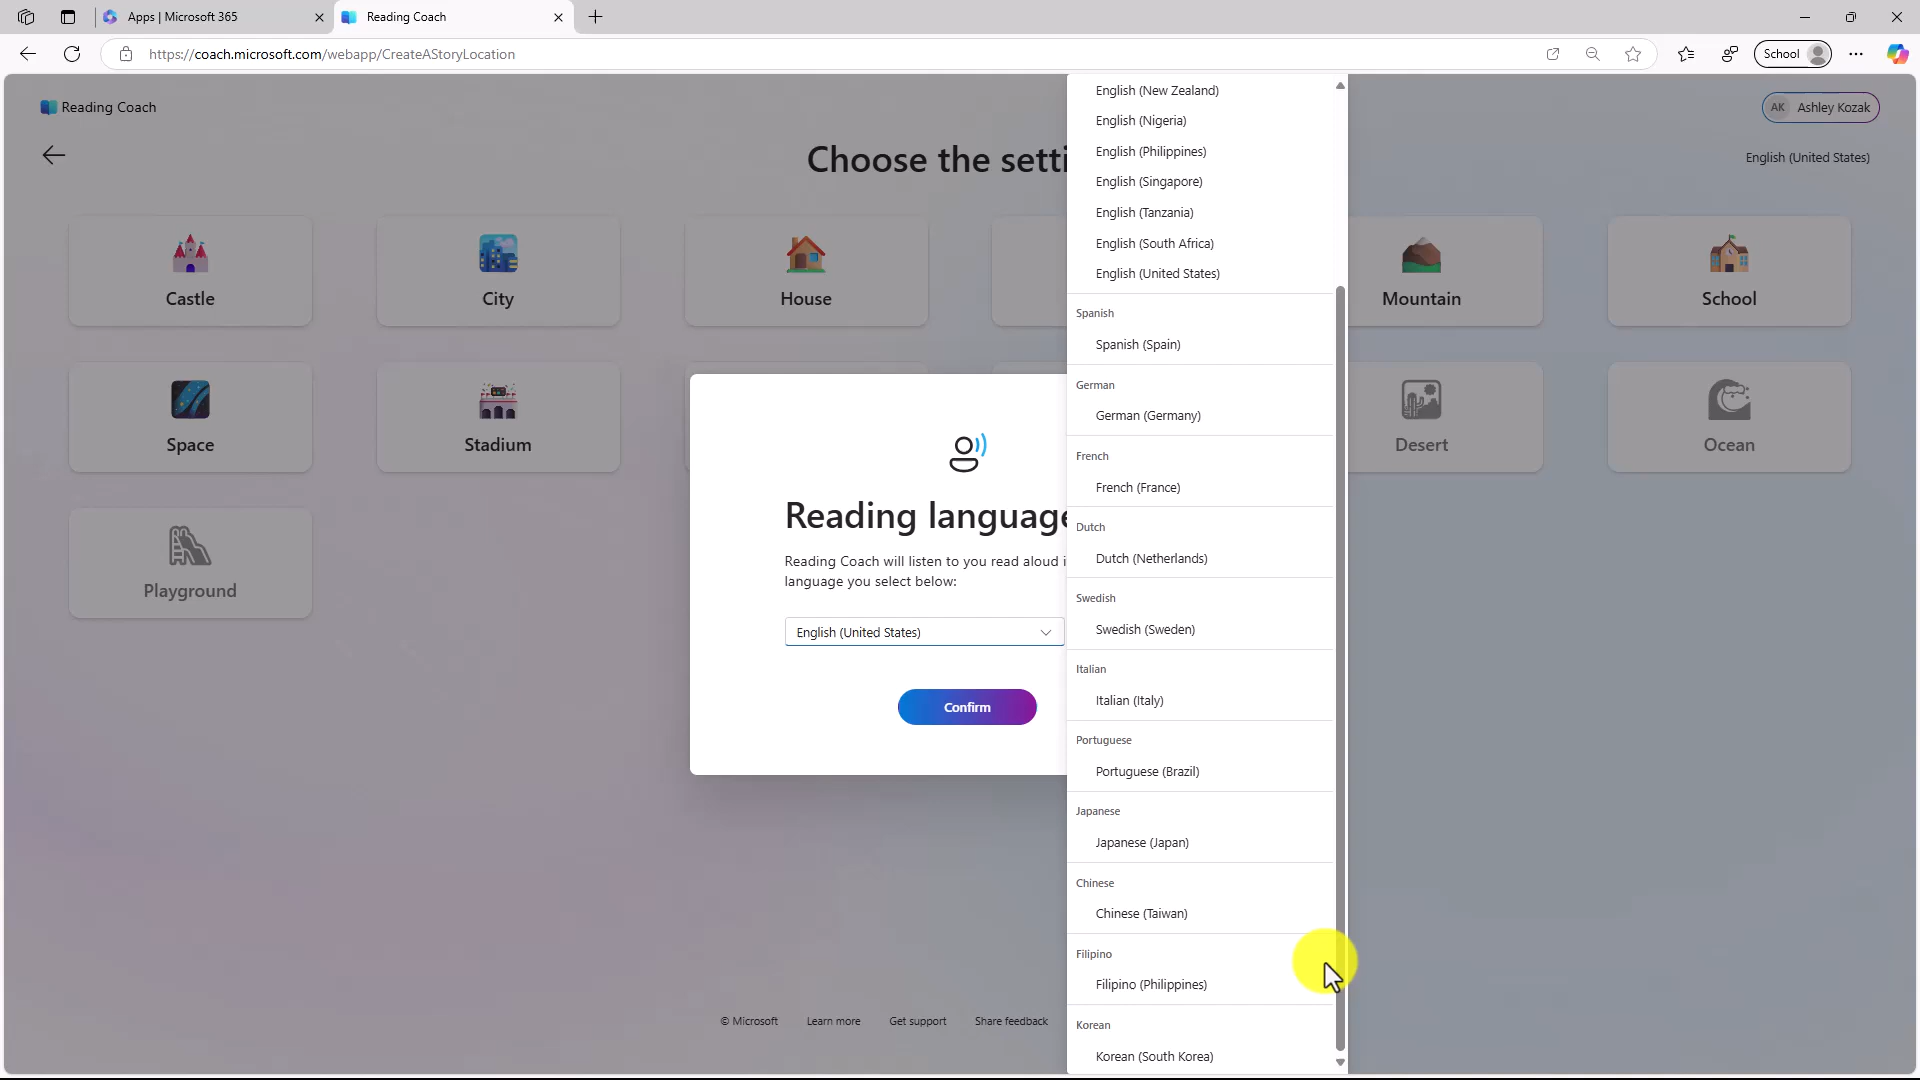 Apps | Microsoft 365
Reading Coach
https://coach.microsoft.com/webapp/CreateAStoryLocation
School
Reading Coach
AK Ashley Kozak
Choose the setti
English (United States)
Castle
City
House
Mountain
School
Space
Stadium
Desert
Ocean
Playground
Reading language
Reading Coach will listen to you read aloud i
language you select below:
English (United States)
Confirm
English (New Zealand)
English (Nigeria)
English (Philippines)
English (Singapore)
English (Tanzania)
English (South Africa)
English (United States)
Spanish
Spanish (Spain)
German
German (Germany)
French
French (France)
Dutch
Dutch (Netherlands)
Swedish
Swedish (Sweden)
Italian
Italian (Italy)
Portuguese
Portuguese (Brazil)
Japanese
Japanese (Japan)
Chinese
Chinese (Taiwan)
Filipino
Filipino (Philippines)
Korean
Korean (South Korea)
© Microsoft
Learn more
Get support
Share feedback